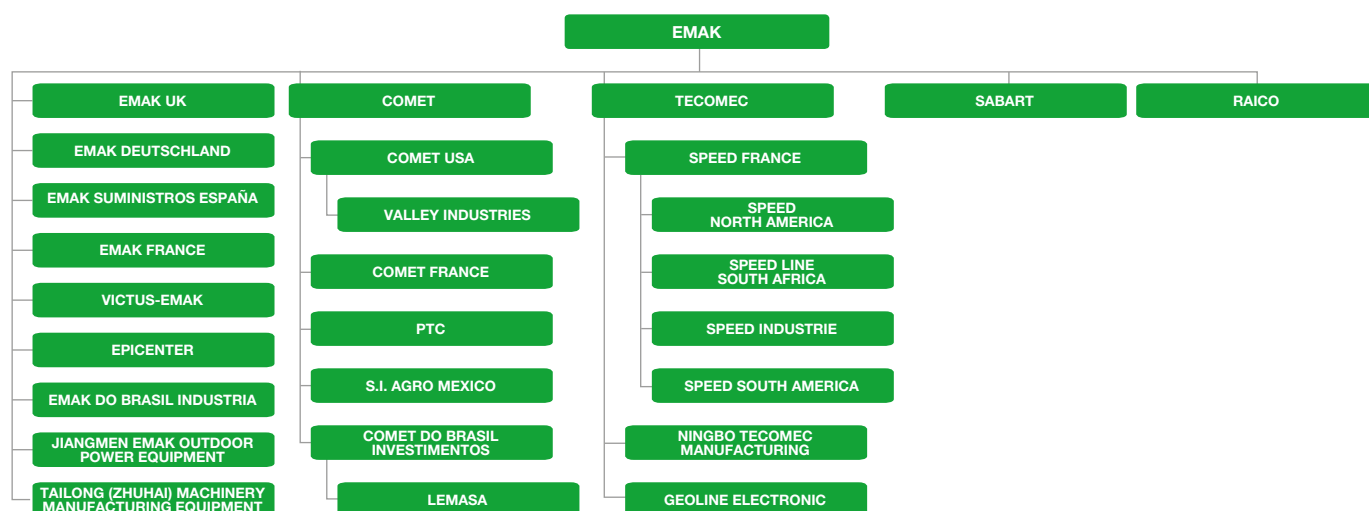 EMAK
EMAK UK
EMAK DEUTSCHLAND
EMAK SUMINISTROS ESPAÑA
EMAK FRANCE
VICTUS-EMAK
EPICENTER
EMAK DO BRASIL INDUSTRIA
JIANGMEN EMAK OUTDOOR
POWER EQUIPMENT
TAILONG (ZHUHAI) MACHINERY
MANUFACTURING EQUIPMENT
COMET
COMET USA
VALLEY INDUSTRIES
COMET FRANCE
PTC
S.I. AGRO MEXICO
COMET DO BRASIL
INVESTIMENTOS
LEMASA
TECOMEC
SPEED FRANCE
SPEED
NORTH AMERICA
SPEED LINE
SOUTH AFRICA
SPEED INDUSTRIE
SPEED SOUTH AMERICA
NINGBO TECOMEC
MANUFACTURING
GEOLINE ELECTRONIC
SABART
RAICO